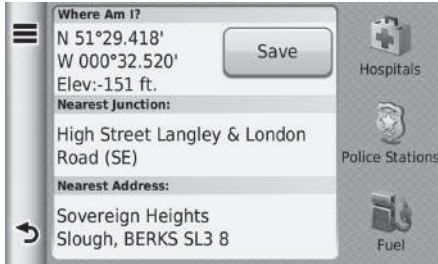 Where Am I?
N 51°29.418'
W 000°32.520'
Elev:-151 ft.
Save
Nearest Junction:
High Street Langley & London
Road (SE)
Nearest Address:
Sovereign Heights
Slough, BERKS SL3 8
Hospitals
Police Stations
Fuel